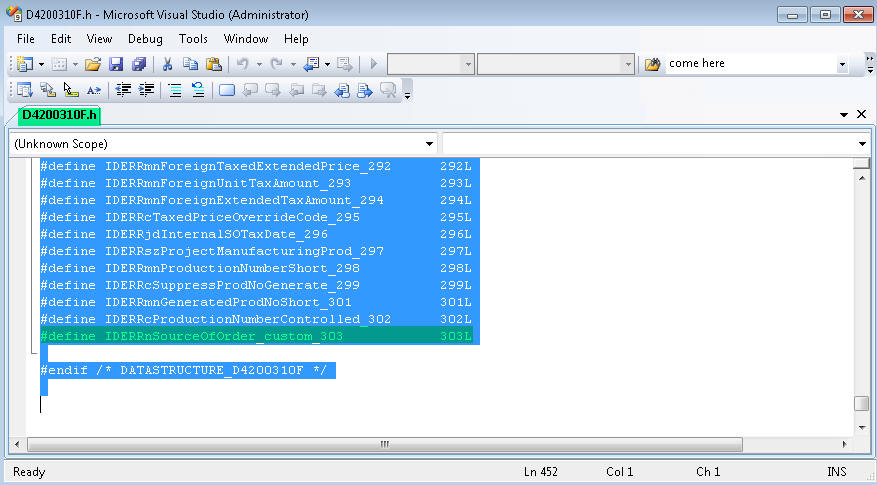 D4200310F.h - Microsoft Visual Studio (Administrator)
File Edit View Debug Tools Window Help
come here
D4200310F.h
(Unknown Scope)
#define IDERRmnForeignTaxedExtendedPrice_292 292L
#define IDERRmnForeignUnitTaxAmount_293 293L
#define IDERRmnForeignExtendedTaxAmount_294 294L
#define IDERRcTaxedPriceOverrideCode_295 295L
#define IDERRjdInternalSOTaxDate_296 296L
#define IDERRszProjectManufacturingProd_297 297L
#define IDERRmnProductionNumberShort_298 298L
#define IDERRcSuppressProdNoGenerate_299 299L
#define IDERRmnGeneratedProdNoShort_301 301L
#define IDERRcProductionNumberControlled_302 302L
#define IDERRnSourceOfOrder_custom_303 303L
#endif /* DATASTRUCTURE_D4200310F */
Ready Ln 452 Col 1 Ch 1 INS